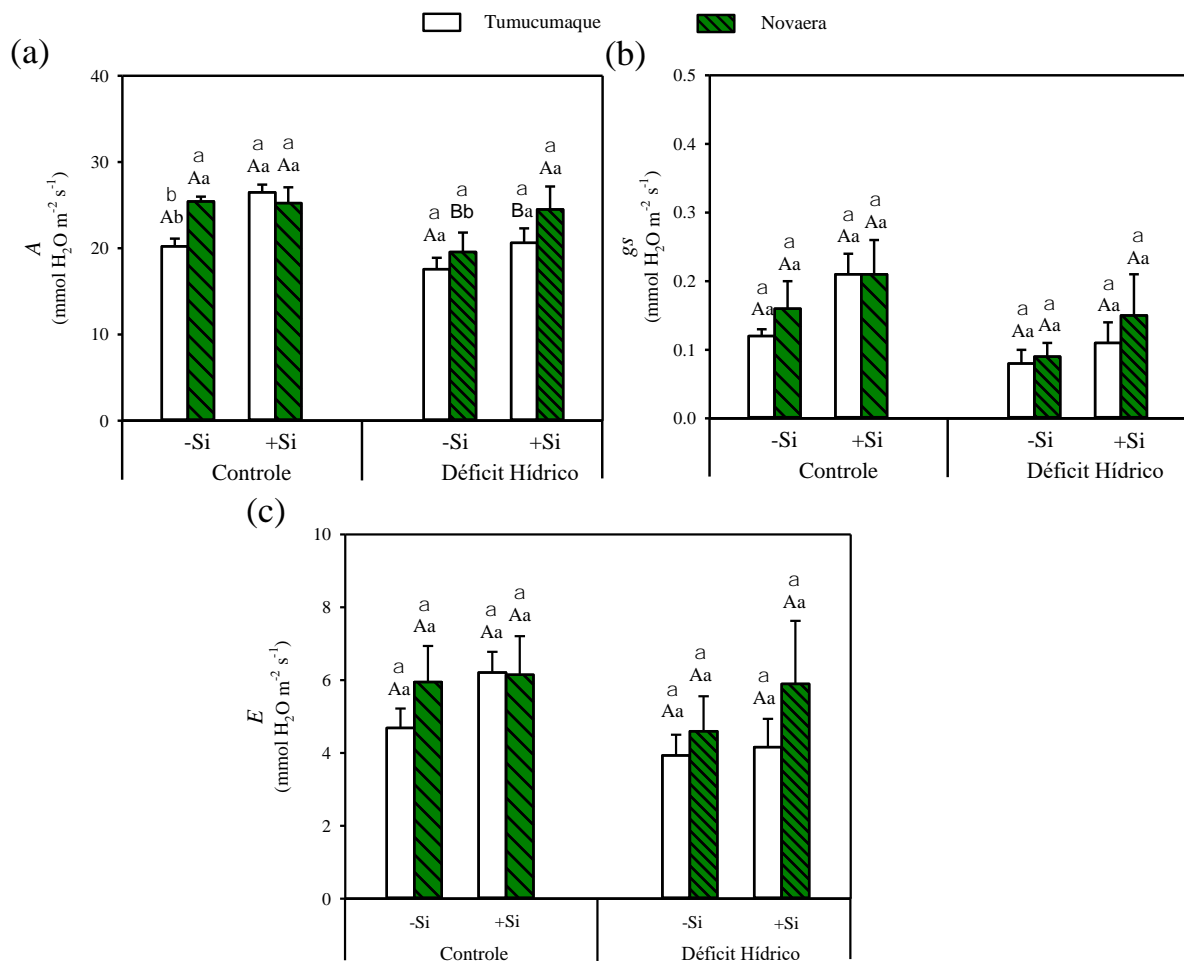 Tumucumaque Novaera
(a)
40
30
20
10
0
A
(mmol H₂O m⁻² s⁻¹)
b a a a a a a a
Ab Aa Aa Aa Aa Bb Ba Aa
-Si +Si -Si +Si
Controle Déficit Hídrico
(b)
0.5
0.4
0.3
0.2
0.1
0.0
gs
(mmol H₂O m⁻² s⁻¹)
a a a a a a a a
Aa Aa Aa Aa Aa Aa Aa Aa
-Si +Si -Si +Si
Controle Déficit Hídrico
(c)
10
8
6
4
2
0
E
(mmol H₂O m⁻² s⁻¹)
a a a a a a a a
Aa Aa Aa Aa Aa Aa Aa Aa
-Si +Si -Si +Si
Controle Déficit Hídrico